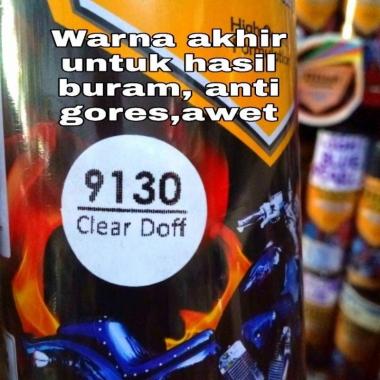 Warna akhir
untuk hasil
buram, anti
gores,awet
9130
Clear Doff